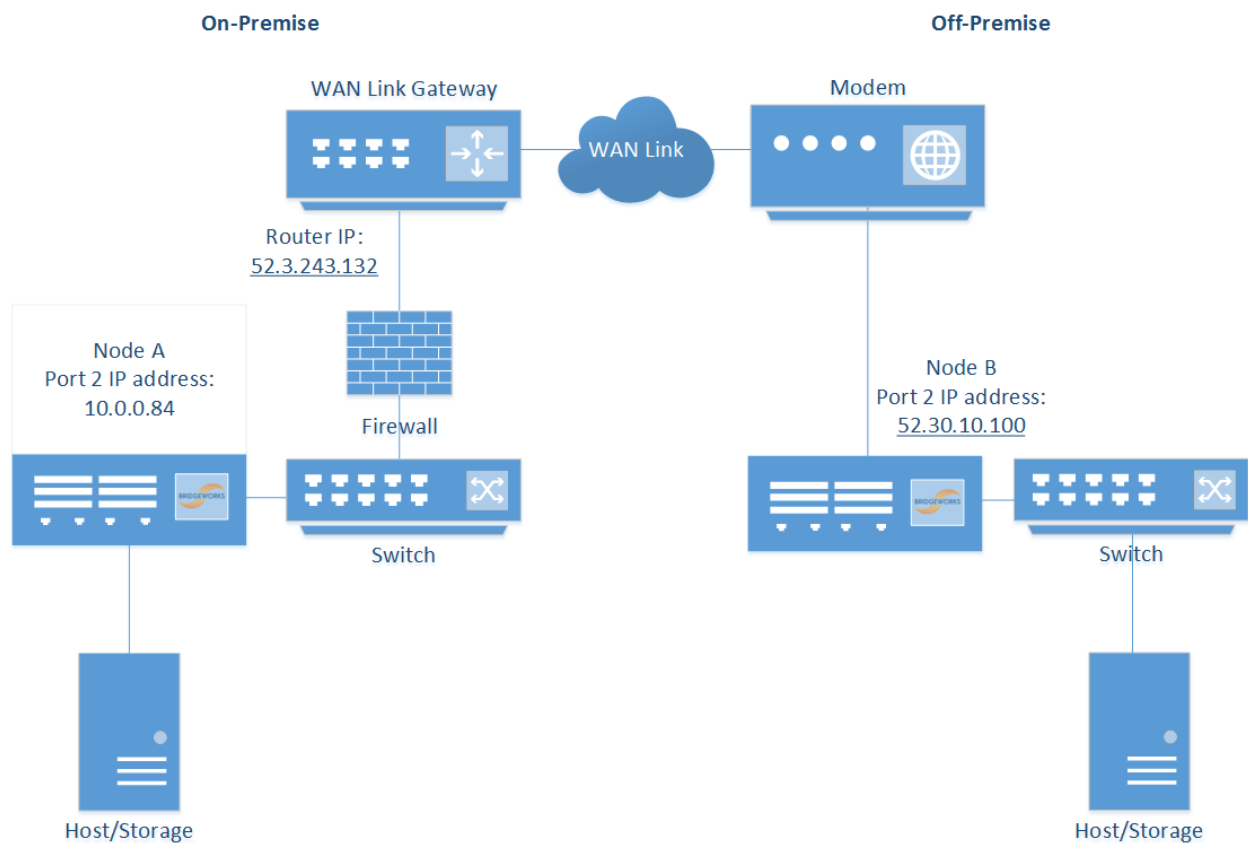 On-Premise
Off-Premise
WAN Link Gateway
Modem
WAN Link
Router IP:
52.3.243.132
Node A
Port 2 IP address:
10.0.0.84
Firewall
Node B
Port 2 IP address:
52.30.10.100
BRIDGEWORKS
BRIDGEWORKS
Switch
Switch
Host/Storage
Host/Storage